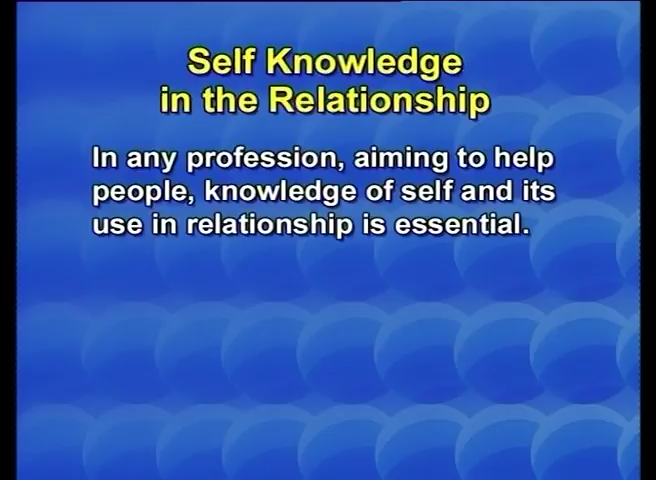 Self Knowledge
in the Relationship
In any profession, aiming to help
people, knowledge of self and its
use in relationship is essential.